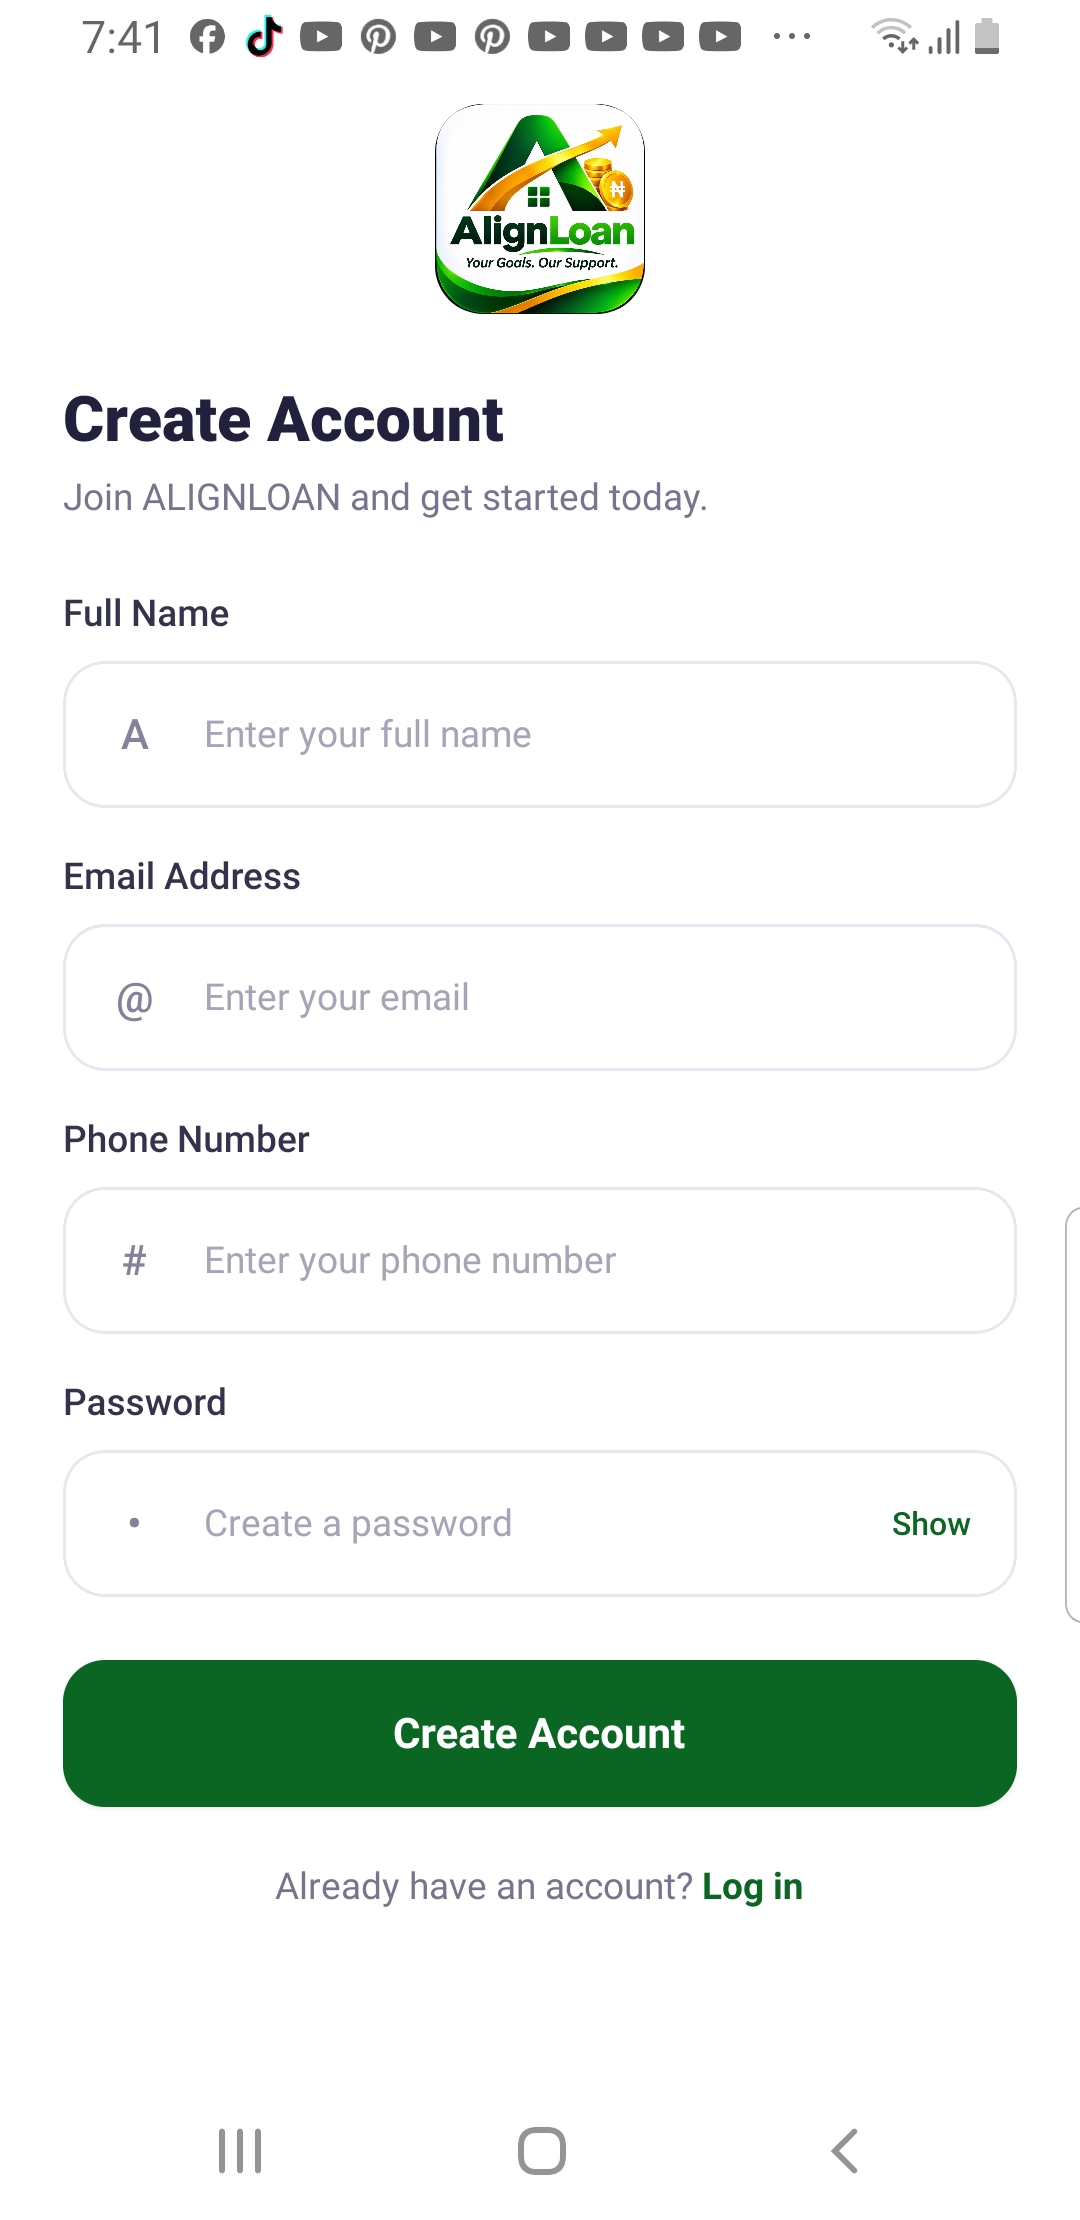 7:41
AlignLoan
Your Goals. Our Support.
Create Account
Join ALIGNLOAN and get started today.
Full Name
A Enter your full name
Email Address
@ Enter your email
Phone Number
# Enter your phone number
Password
• Create a password Show
Create Account
Already have an account? Log in